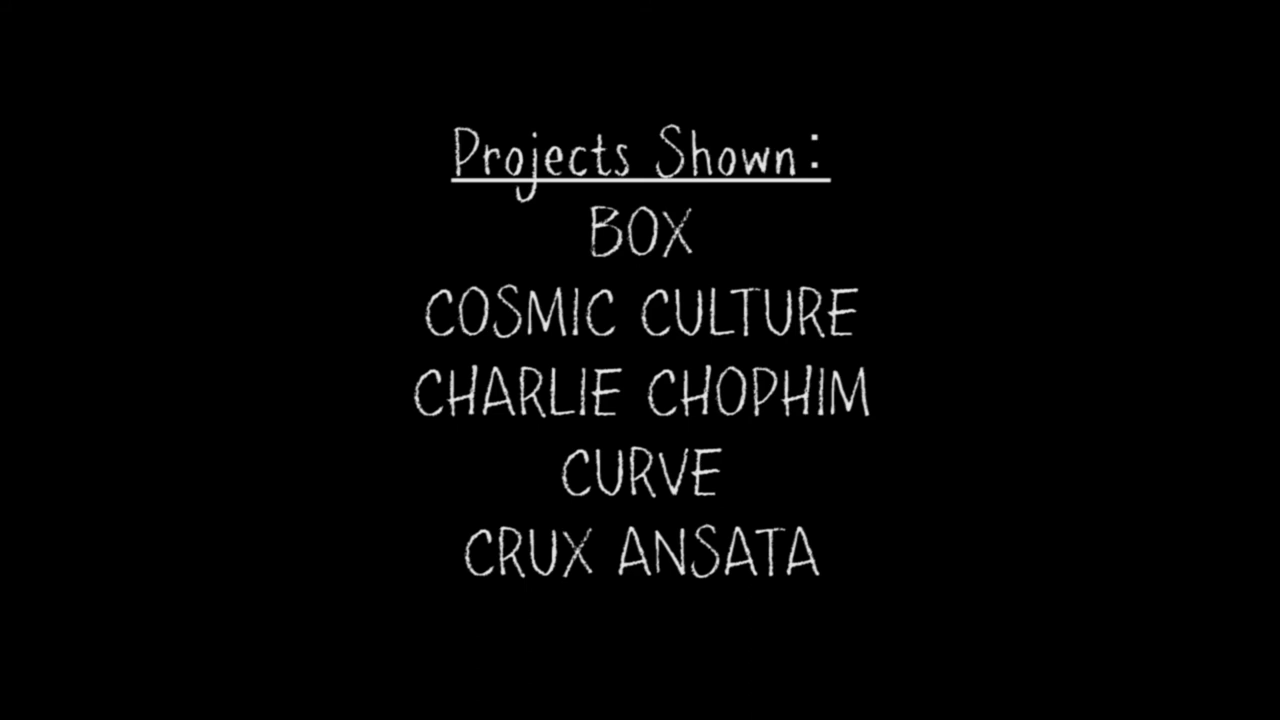 Projects Shown:
BOX
COSMIC CULTURE
CHARLIE CHOPHIM
CURVE
CRUX ANSATA